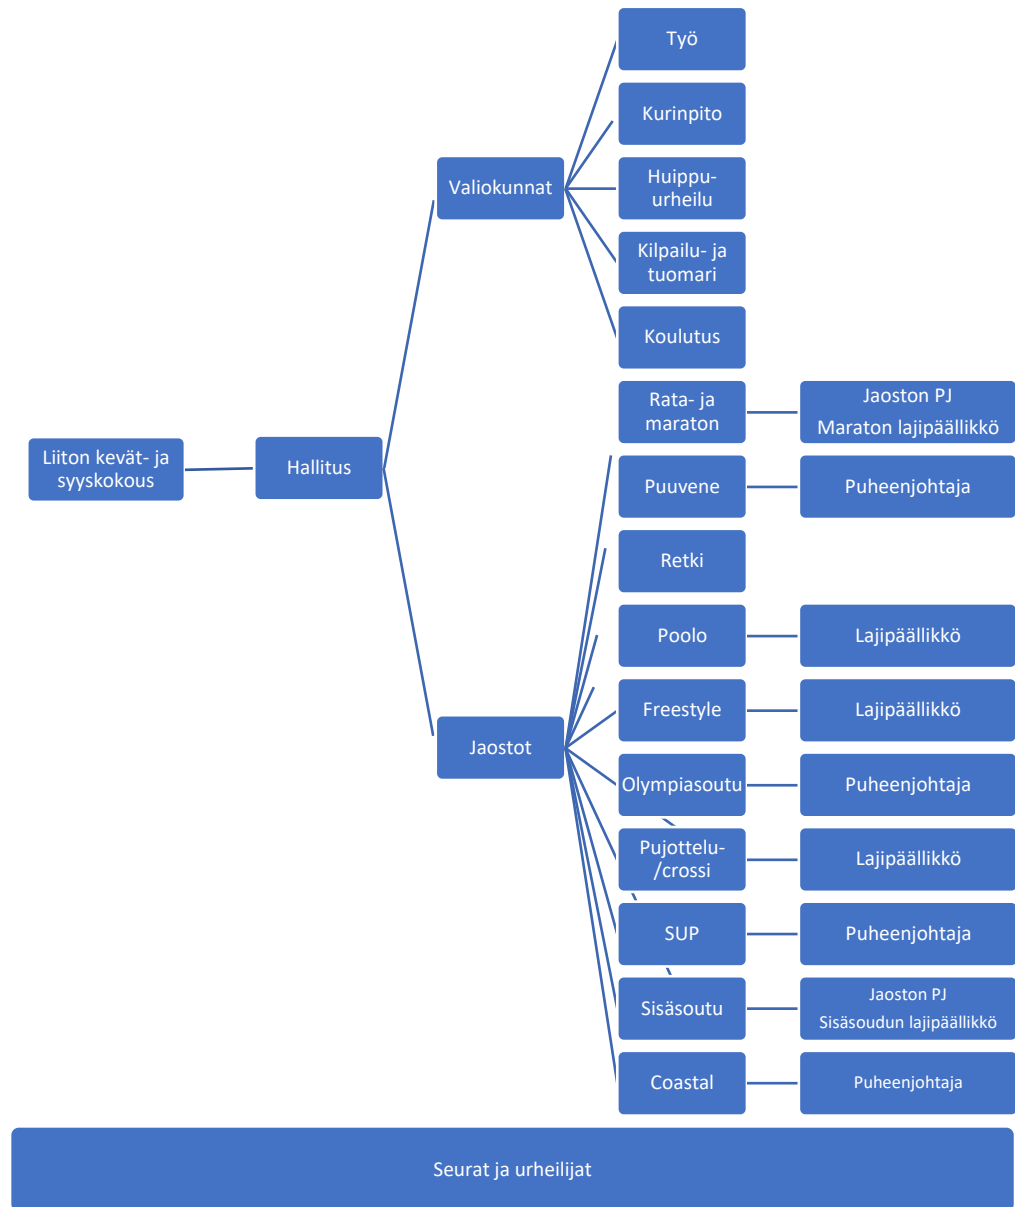 Työ
Kurinpito
Valiokunnat
Huippu-
urheilu
Kilpailu- ja
tuomari
Koulutus
Rata- ja
maraton
Jaoston PJ
Maraton lajipäällikkö
Liiton kevät- ja
syyskokous
Hallitus
Puuvene
Puheenjohtaja
Retki
Poolo
Lajipäällikkö
Freestyle
Lajipäällikkö
Jaostot
Olympiasoutu
Puheenjohtaja
Pujottelu-
/crossi
Lajipäällikkö
SUP
Puheenjohtaja
Sisäsoutu
Jaoston PJ
Sisäsoudun lajipäällikkö
Coastal
Puheenjohtaja
Seurat ja urheilijat